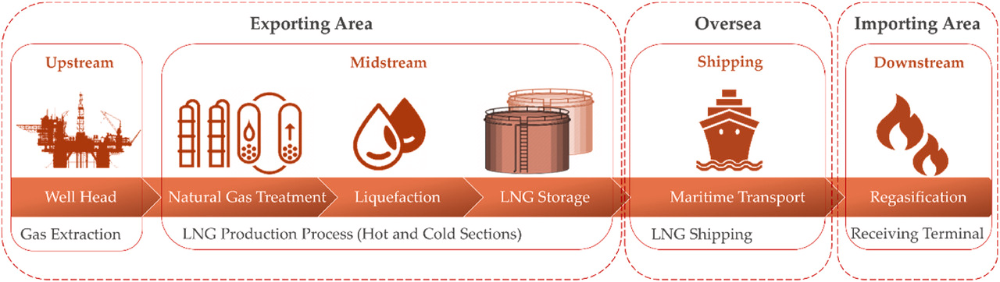 Exporting Area
Oversea
Importing Area
Upstream
Midstream
Shipping
Downstream
Well Head
Natural Gas Treatment
Liquefaction
LNG Storage
Maritime Transport
Regasification
Gas Extraction
LNG Production Process (Hot and Cold Sections)
LNG Shipping
Receiving Terminal